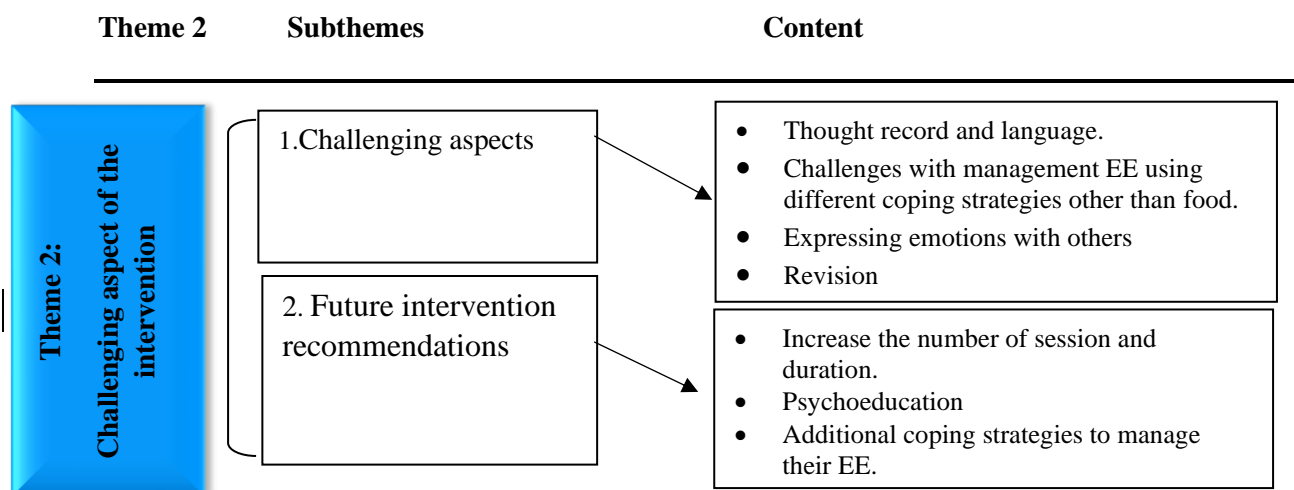 Theme 2 Subthemes Content
Theme 2:
Challenging aspect of the
intervention
1.Challenging aspects
• Thought record and language.
• Challenges with management EE using
different coping strategies other than food.
• Expressing emotions with others
• Revision
2. Future intervention
recommendations
• Increase the number of session and
duration.
• Psychoeducation
• Additional coping strategies to manage
their EE.